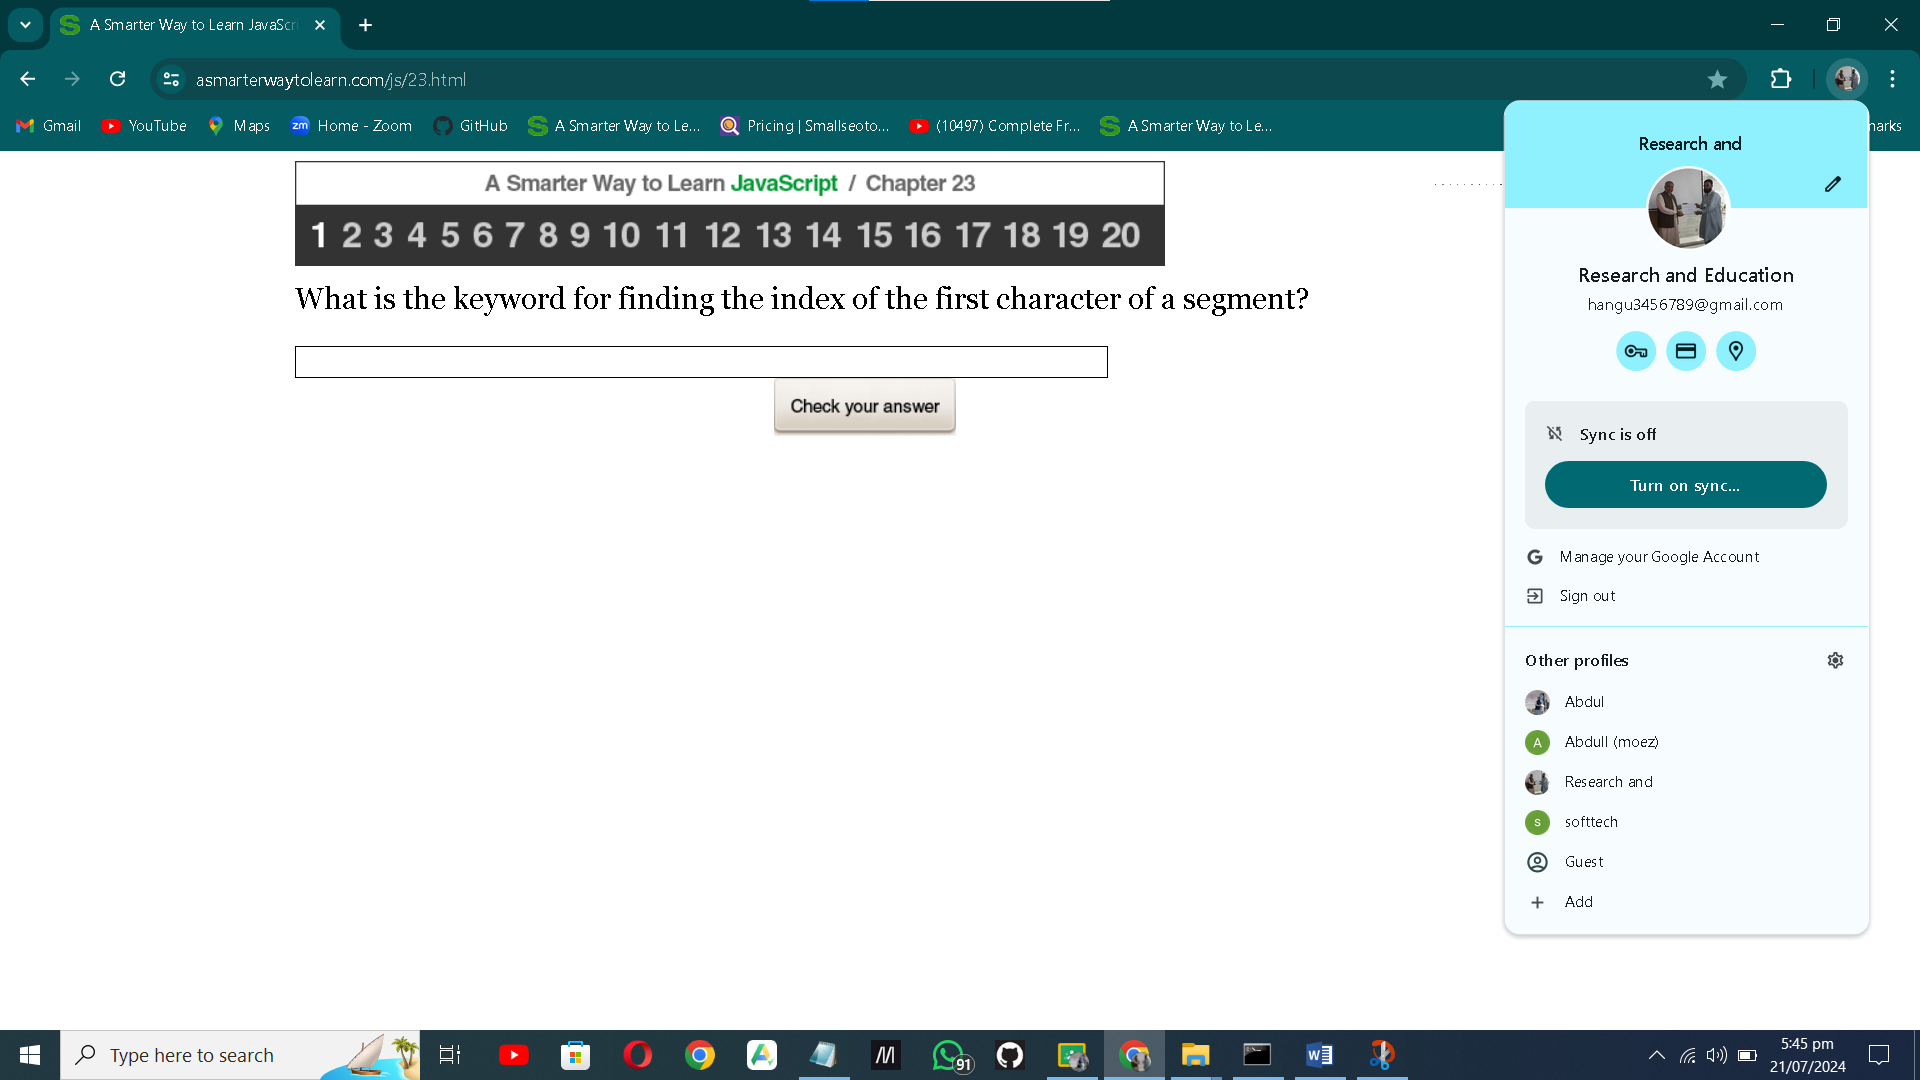 A Smarter Way to Learn JavaScri
asmarterwaytolearn.com/js/23.html
Gmail YouTube Maps zm Home - Zoom GitHub A Smarter Way to Le... Pricing | Smallseoto... (10497) Complete Fr... A Smarter Way to Le... narks
A Smarter Way to Learn JavaScript / Chapter 23
1 2 3 4 5 6 7 8 9 10 11 12 13 14 15 16 17 18 19 20
What is the keyword for finding the index of the first character of a segment?
Check your answer
Research and
Research and Education
hangu3456789@gmail.com
Sync is off
Turn on sync...
Manage your Google Account
Sign out
Other profiles
Abdul
A Abdull (moez)
Research and
s softtech
Guest
Add
Type here to search
91
5:45 pm
21/07/2024